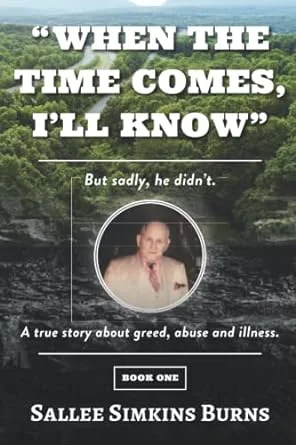 “WHEN THE
TIME COMES,
I’LL KNOW”
But sadly, he didn’t.
A true story about greed, abuse and illness.
BOOK ONE
SALLEE SIMKINS BURNS